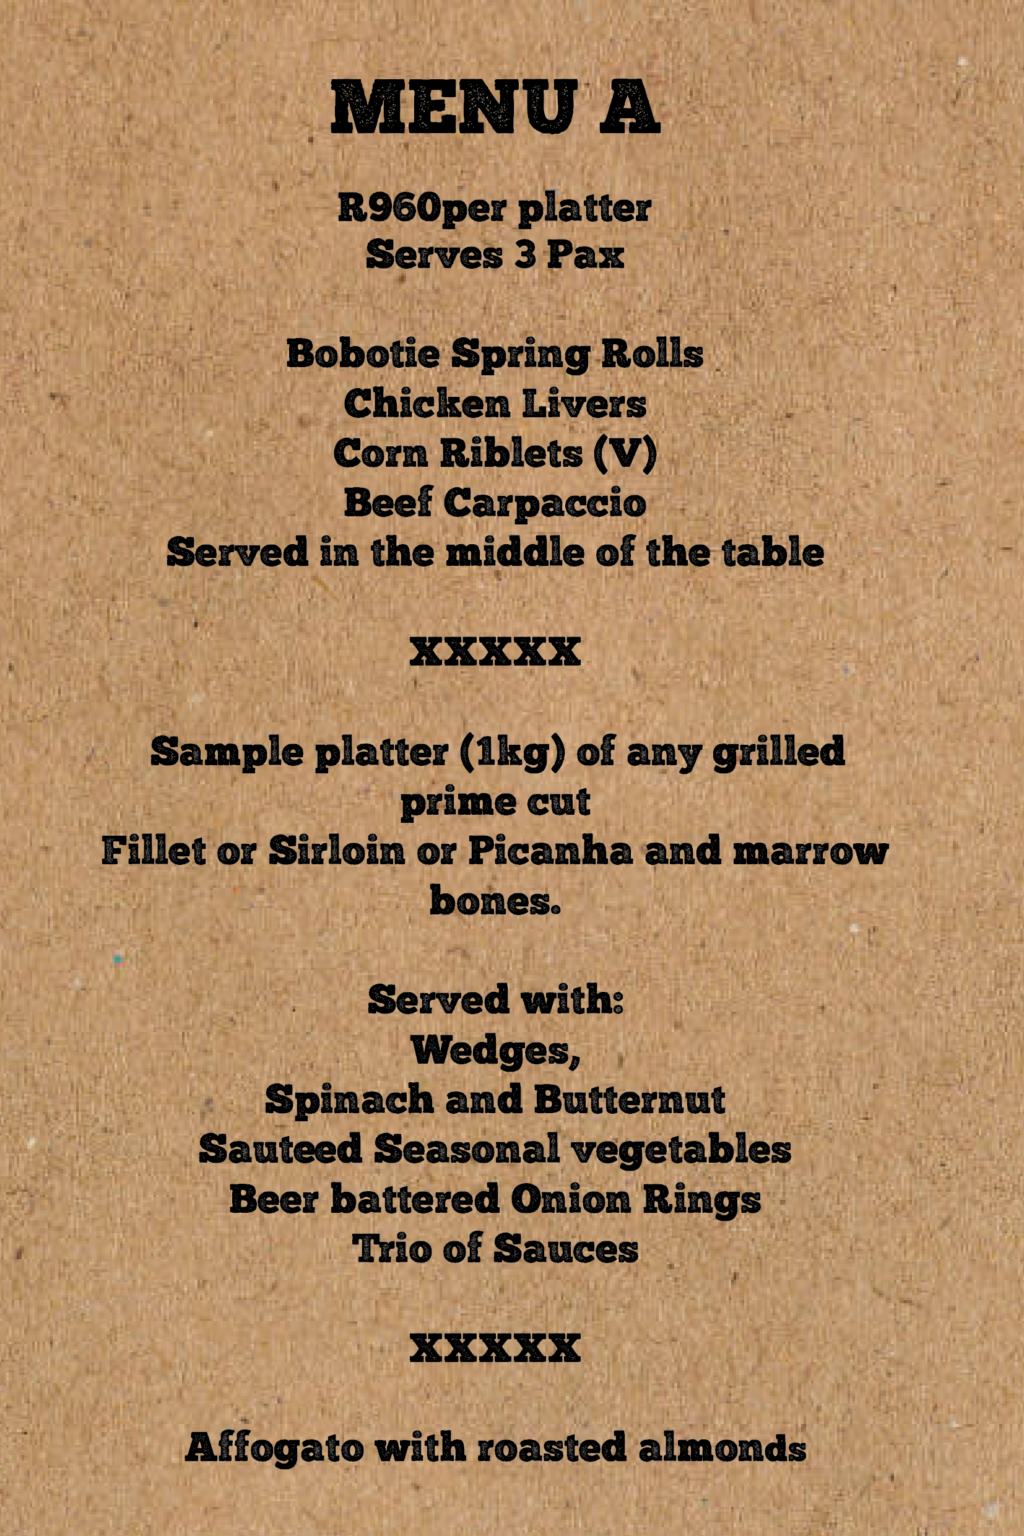 MENU A
R960per platter
Serves 3 Pax
Bobotie Spring Rolls
Chicken Livers
Corn Riblets (V)
Beef Carpaccio
Served in the middle of the table
XXXXX
Sample platter (1kg) of any grilled
prime cut
Fillet or Sirloin or Picanha and marrow
bones.
Served with:
Wedges,
Spinach and Butternut
Sauteed Seasonal vegetables
Beer battered Onion Rings
Trio of Sauces
XXXXX
Affogato with roasted almonds